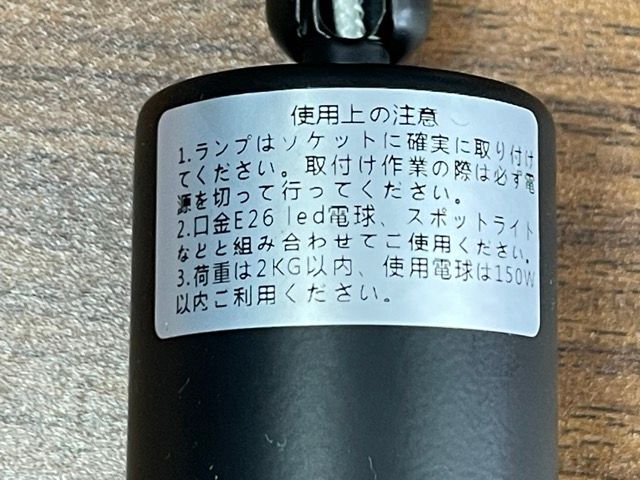 使用上の注意
1.ランプはソケットに確実に取り付け
てください。取付け作業の際は必ず電
源を切って行ってください。
2.口金E26 led電球、スポットライト
などと組み合わせてご使用ください。
3.荷重は2KG以内、使用電球は150W
以内ご利用ください。